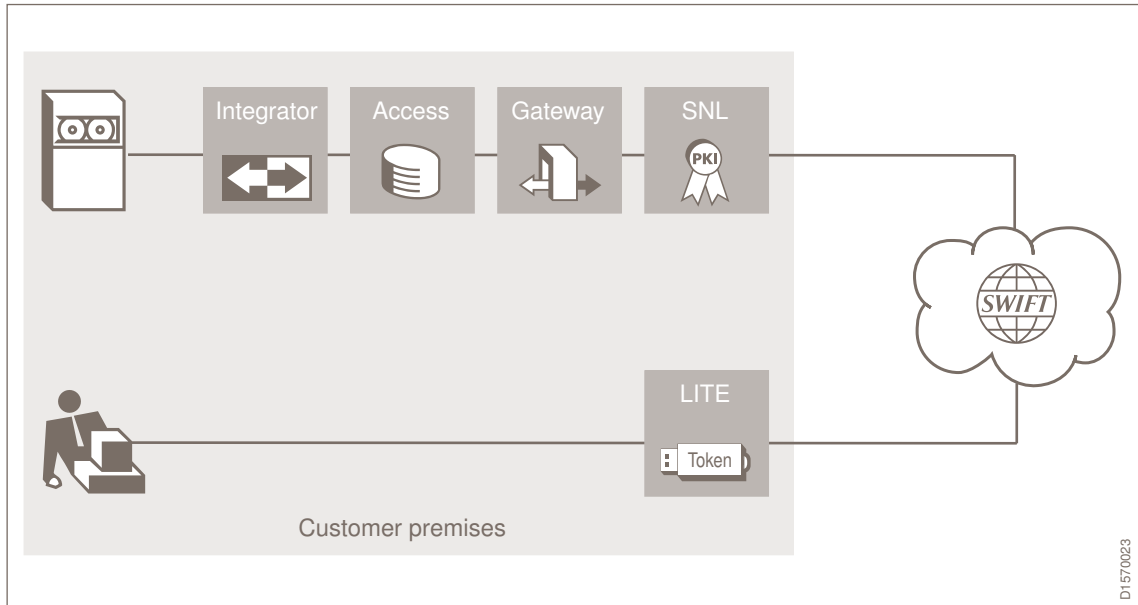 Integrator
Access
Gateway
SNL
PKI
SWIFT
LITE
Token
Customer premises
D1570023